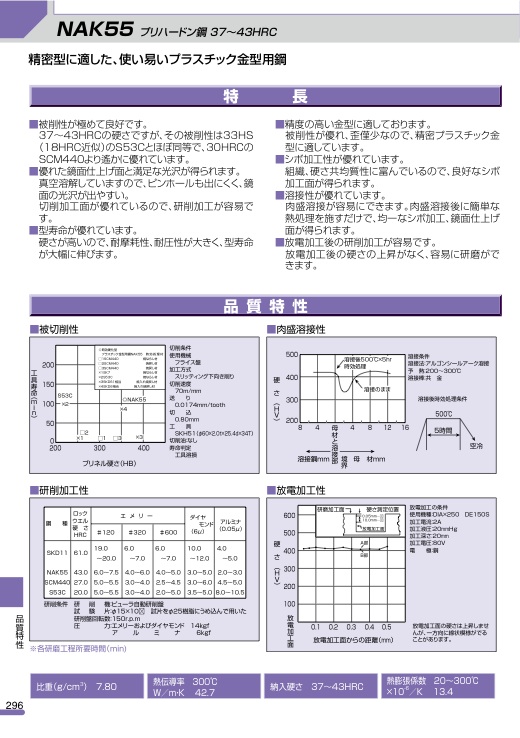 NAK55 プリハードン鋼 37〜43HRC
精密型に適した、使い易いプラスチック金型用鋼
特 長
■被削性が極めて良好です。
37〜43HRCの硬さですが、その被削性は33HS
（18HRC近似）のS53Cとほぼ同等で、30HRCの
SCM440より遙かに優れています。
■優れた鏡面仕上げ面と満足な光沢が得られます。
真空溶解していますので、ピンホールも出にくく、鏡
面の光沢が出やすい。
切削加工面が優れているので、研削加工が容易で
す。
■型寿命が優れています。
硬さが高いので、耐摩耗性、耐圧性が大きく、型寿命
が大幅に伸びます。
■精度の高い金型に適しております。
被削性が優れ、歪僅少なので、精密プラスチック金
型に適しています。
■シボ加工性が優れています。
組織、硬さ共均質性に富んでいるので、良好なシボ
加工面が得られます。
■溶接性が優れています。
肉盛溶接が容易にできます。肉盛溶接後に簡単な
熱処理を施すだけで、均一なシボ加工、鏡面仕上げ
面が得られます。
■放電加工後の研削加工が容易です。
放電加工後の硬さの上昇がなく、容易に研磨がで
きます。
品質特性
■被切削性
工具寿命(min)
200
150
100
50
0
S53C
×2
○NAK55
×4
□2
×1 □1 □3 ×3
200 300 400
ブリネル硬さ(HB)
切削条件
使用機械
フライス盤
加工方式
スリッティング下向き削り
切削速度
70m/mm
送 り
0.0174mm/tooth
切 込
0.80mm
工 具
切削油:なし
寿命判定
工具溶損
■肉盛溶接性
500
400
300
200
硬さ(HV)
溶接後500℃×5hr
時効処理
溶接のまま
8 4 母材と溶接部境界 4 8 12 16
溶接鋼mm 母 材mm
溶接条件
溶接法:アルゴンシールアーク溶接
予 熱:200〜300℃
溶接棒:共 金
溶接後時効処理条件
500℃
5時間
空冷
■研削加工性
鋼 種 ロックウエル硬さHRC エメリー ダイヤモンド(6μ) アルミナ(0.05μ)
#120 #320 #600
SKD11 61.0 19.0〜20.0 6.0〜7.0 6.0〜7.0 10.0〜12.0 4.0〜5.0
NAK55 43.0 6.0〜7.5 4.0〜6.0 4.0〜5.0 3.0〜5.0 2.0〜3.0
SCM440 27.0 5.0〜5.5 3.0〜4.0 2.5〜4.5 3.0〜6.0 4.5〜5.0
S53C 20.0 5.0〜5.5 3.0〜4.0 2.0〜5.0 3.5〜5.0 8.0〜10.5
研削条件 研 削 機:ビューラ自動研削盤
試 験 片:φ15×10ℓ 試片をφ25樹脂にうめ込んで用いた
研削盤回転数:150r.p.m
圧 力:エメリーおよびダイヤモンド 14kgf
アルミナ 6kgf
※各研磨工程所要時間(min)
■放電加工性
600
500
400
300
200
100
硬さ(HV)
研磨加工面 硬さ測定位置
放電加工面
A部
B部
放電加工面
0.1 0.2 0.3 0.4 0.5
放電加工面からの距離(mm)
放電加工の条件
使用機種:DIA×250 DE150S
加工電流:2A
加工液圧:20mmHg
加工深さ:20mm
加工電圧:80V
電 極:銅
放電加工面の硬さは上昇しませ
んが、一方向に線状模様がでる
ことがあります。
品質特性
比重(g/cm³) 7.80
熱伝導率 300℃
W/m·K 42.7
納入硬さ 37〜43HRC
熱膨張係数 20〜300℃
×10⁻⁶/K 13.4
296